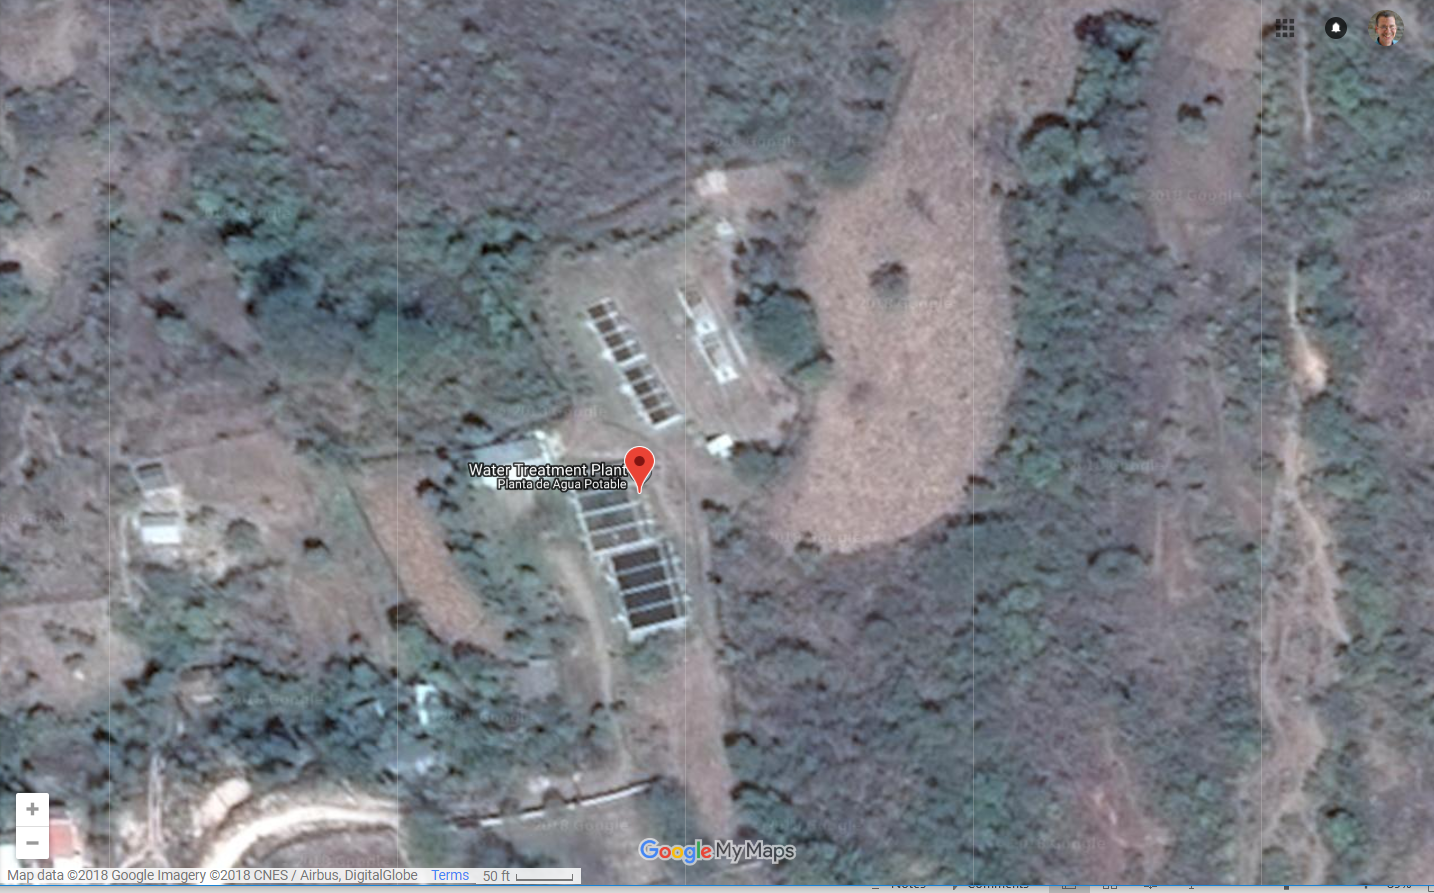 Water Treatment Plant
Planta de Agua Potable
+
−
Google My Maps
Map data ©2018 Google Imagery ©2018 CNES / Airbus, DigitalGlobe Terms 50 ft